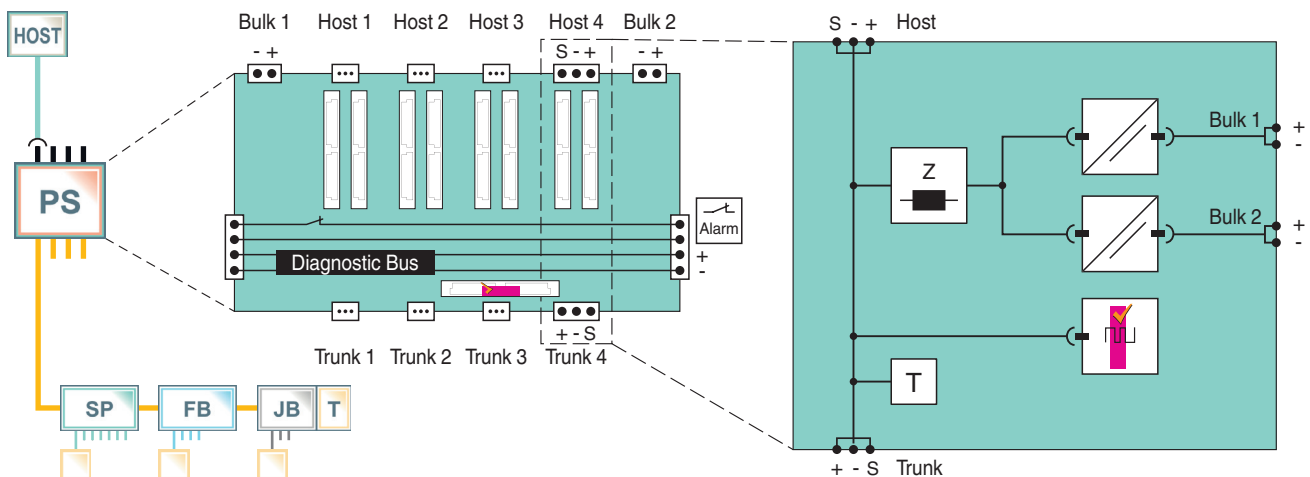 HOST
PS
SP
FB
JB
T
Bulk 1
Host 1
Host 2
Host 3
Host 4
Bulk 2
- +
S - +
- +
Alarm
Diagnostic Bus
+
-
+ - S
Trunk 1
Trunk 2
Trunk 3
Trunk 4
S - +
Host
Z
Bulk 1
+
-
Bulk 2
+
-
T
+ - S
Trunk